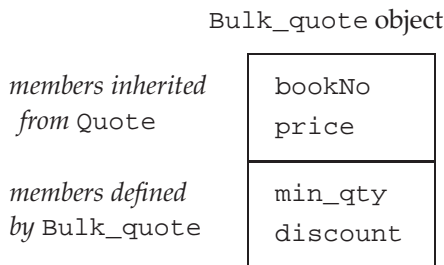 Bulk_quote object
members inherited
from Quote
bookNo
price
members defined
by Bulk_quote
min_qty
discount